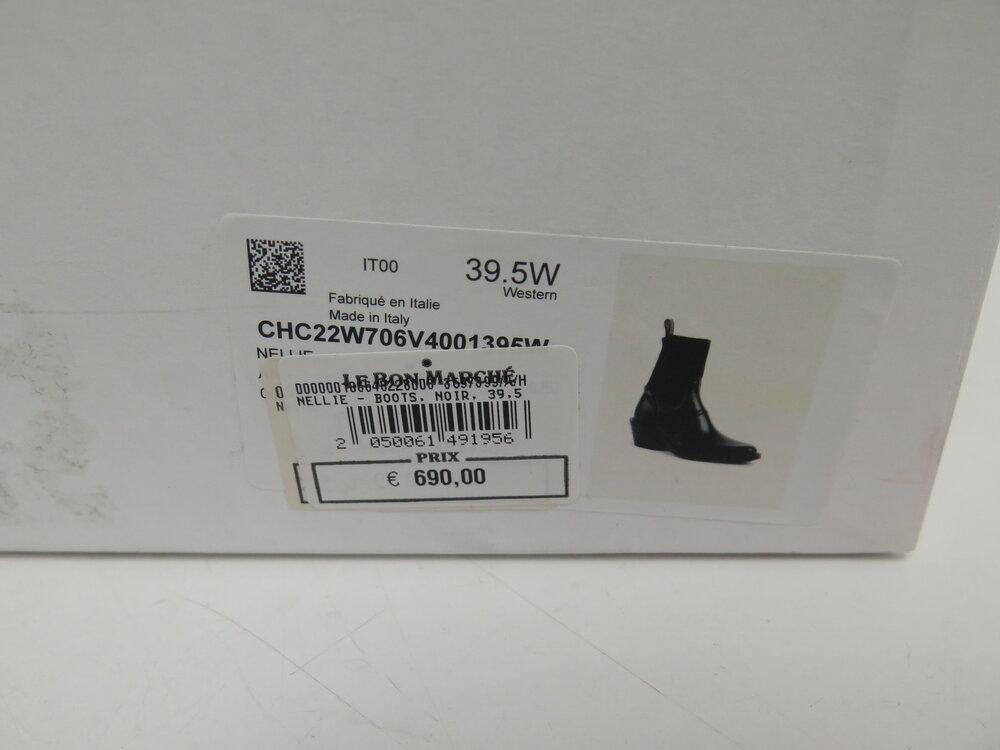 IT00
39.5W
Western
Fabriqué en Italie
Made in Italy
CHC22W706V4001395W
NELLIE
LE BON MARCHÉ
NELLIE - BOOTS, NOIR, 39.5
2 050061 491956
PRIX
€ 690,00